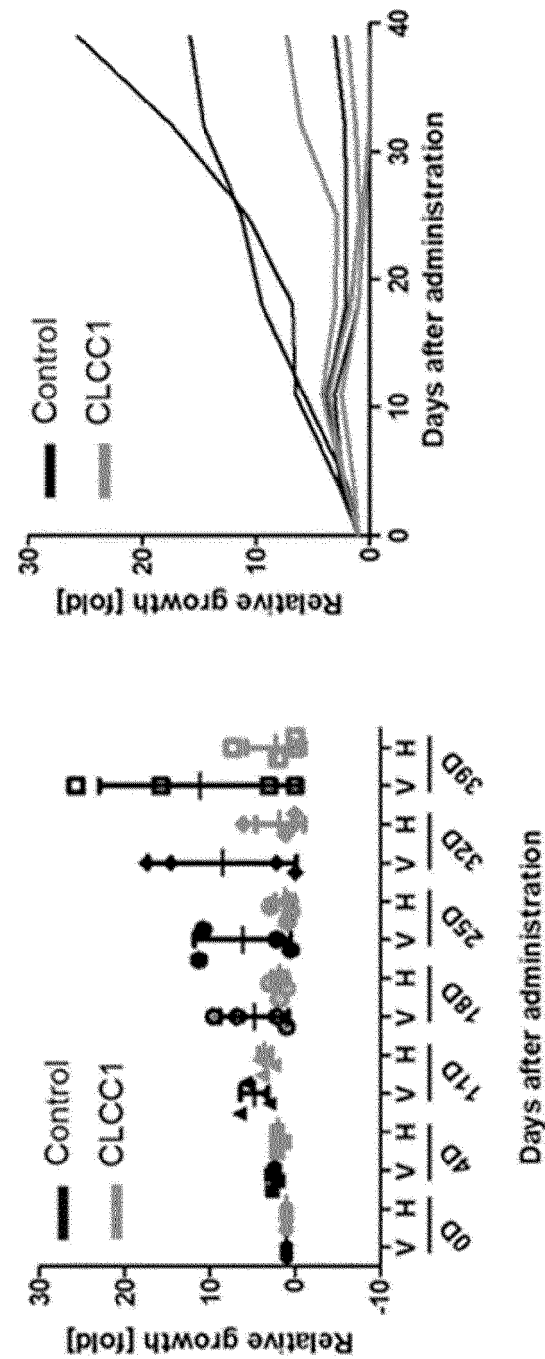 Control
CLCC1
Relative growth [fold]
30
20
10
0
-10
V H V H V H V H V H V H V H
0D 4D 11D 18D 25D 32D 39D
Days after administration
Control
CLCC1
Relative growth [fold]
30
20
10
0
0 10 20 30 40
Days after administration